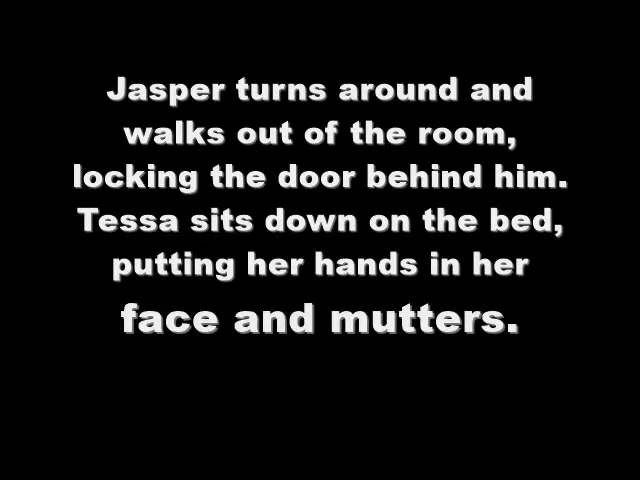 Jasper turns around and
walks out of the room,
locking the door behind him.
Tessa sits down on the bed,
putting her hands in her
face and mutters.